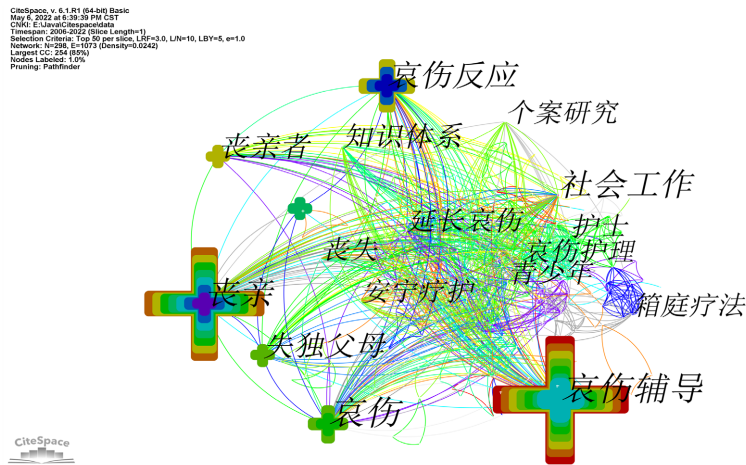 CiteSpace, v. 6.1.R1 (64-bit) Basic
May 6, 2022 at 6:39:39 PM CST
CNKI: E:\Java\Citespace\data
Timespan: 2006-2022 (Slice Length=1)
Selection Criteria: Top 50 per slice, LRF=3.0, L/N=10, LBY=5, e=1.0
Network: N=298, E=1073 (Density=0.0242)
Largest CC: 254 (85%)
Nodes Labeled: 1.0%
Pruning: Pathfinder
哀伤反应
个案研究
知识体系
丧亲者
社会工作
延长哀伤
护士
丧失
哀伤护理
青少年
丧亲
安宁疗护
箱庭疗法
失独父母
哀伤辅导
哀伤
CiteSpace